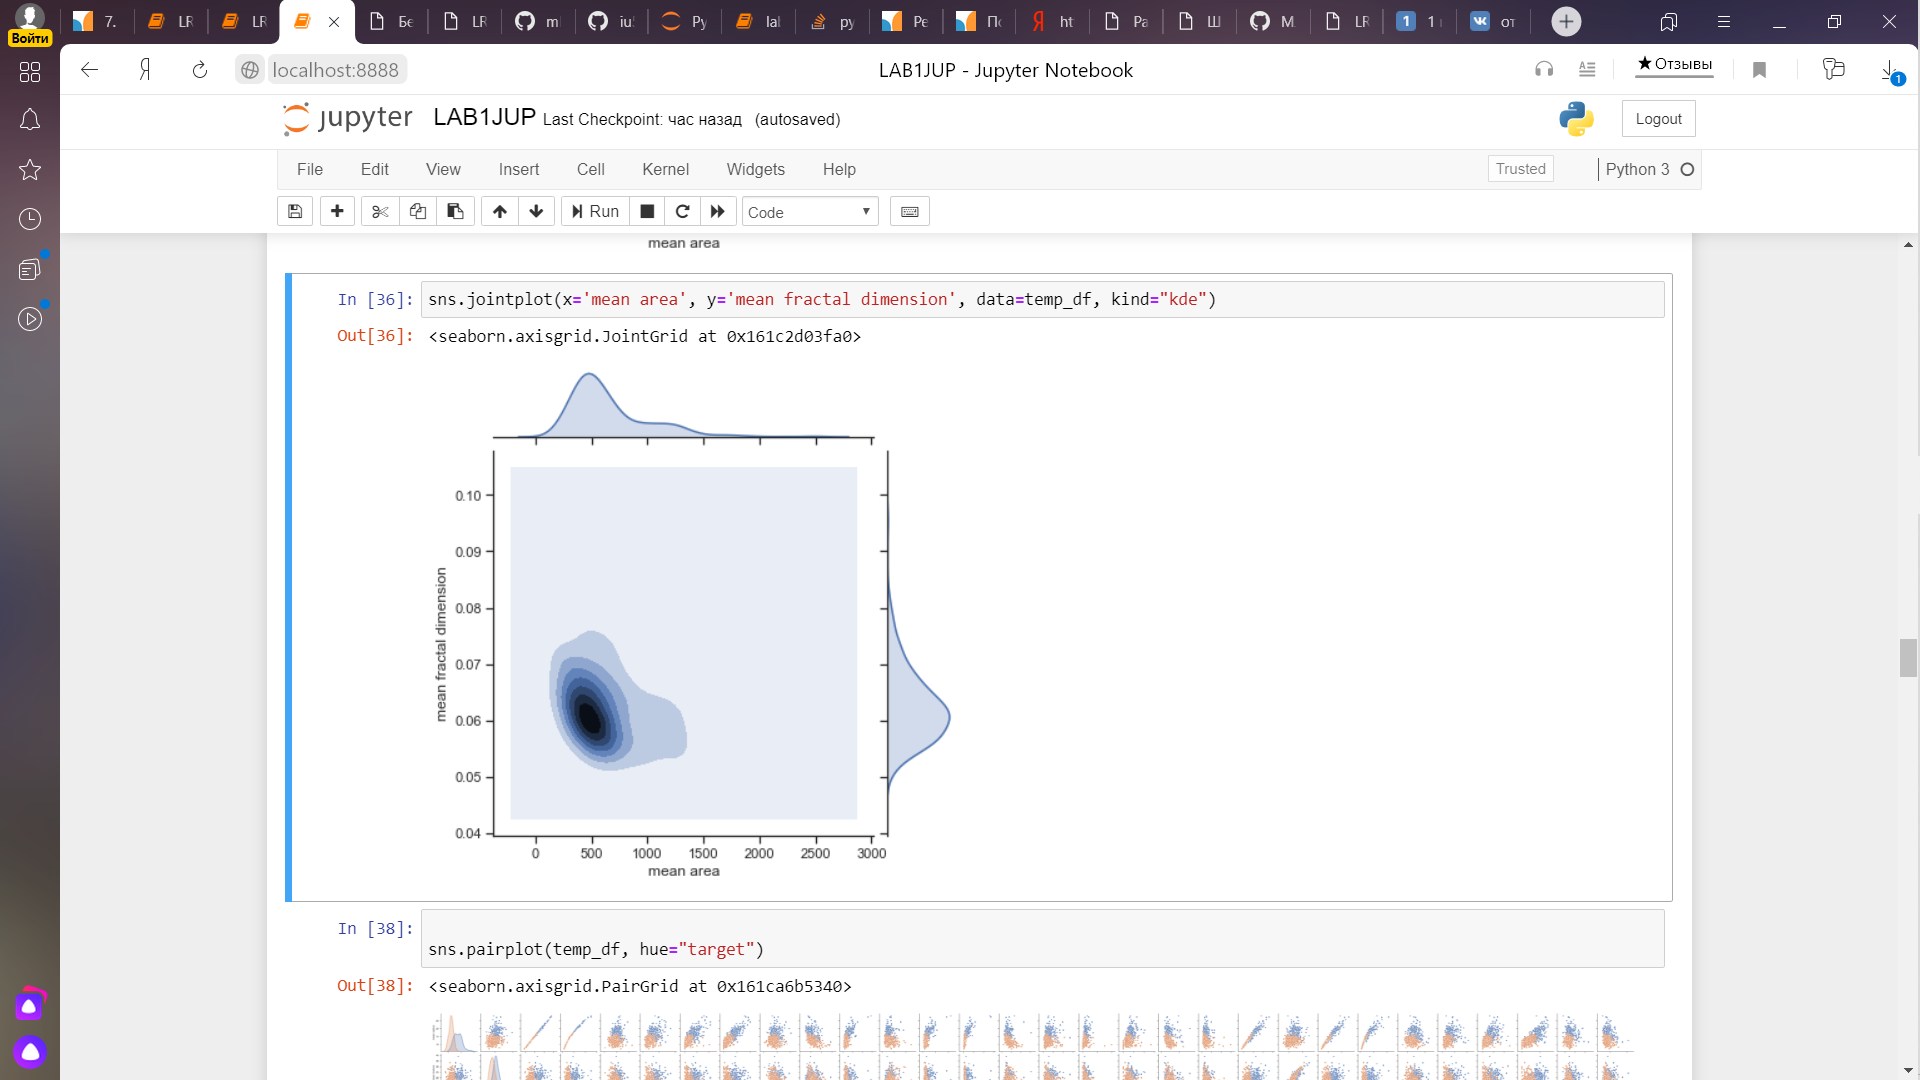 7.
LR
LR
Бе
LR
ml
iu!
Py
lal
py
Ре
По
ht
Ра
Ш
M
LR
1 (
от
Войти
localhost:8888
LAB1JUP - Jupyter Notebook
★ Отзывы
1
jupyter LAB1JUP Last Checkpoint: час назад (autosaved)
Logout
File Edit View Insert Cell Kernel Widgets Help
Trusted
Python 3
Run
Code
mean area
In [36]: sns.jointplot(x='mean area', y='mean fractal dimension', data=temp_df, kind="kde")
Out[36]: <seaborn.axisgrid.JointGrid at 0x161c2d03fa0>
0.10
0.09
0.08
0.07
0.06
0.05
0.04
mean fractal dimension
0 500 1000 1500 2000 2500 3000
mean area
In [38]:
sns.pairplot(temp_df, hue="target")
Out[38]: <seaborn.axisgrid.PairGrid at 0x161ca6b5340>